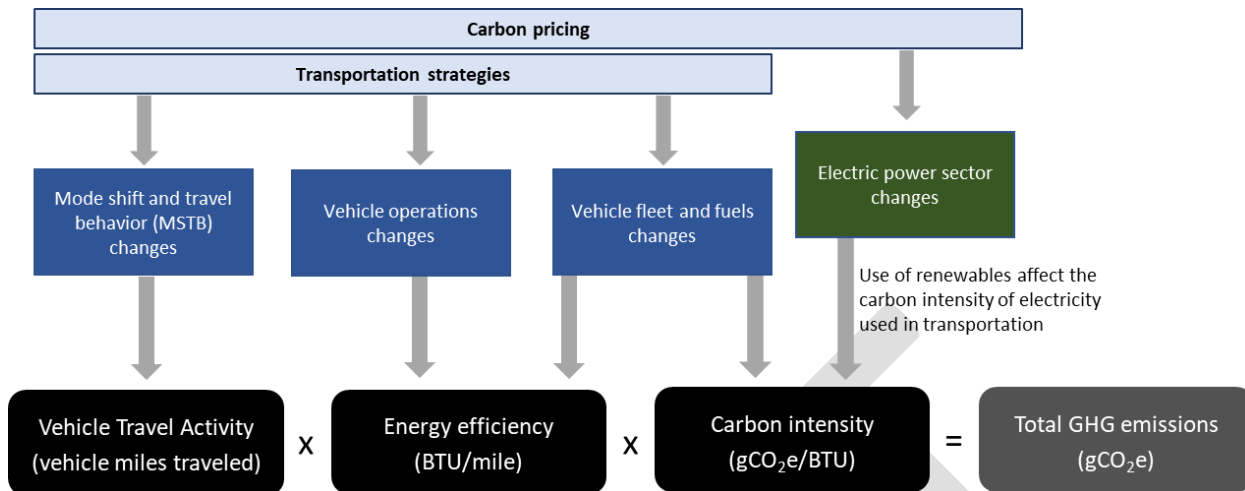 Carbon pricing
Transportation strategies
Mode shift and travel
behavior (MSTB)
changes
Vehicle operations
changes
Vehicle fleet and fuels
changes
Electric power sector
changes
Use of renewables affect the
carbon intensity of electricity
used in transportation
Vehicle Travel Activity
(vehicle miles traveled)
x
Energy efficiency
(BTU/mile)
x
Carbon intensity
(gCO₂e/BTU)
=
Total GHG emissions
(gCO₂e)